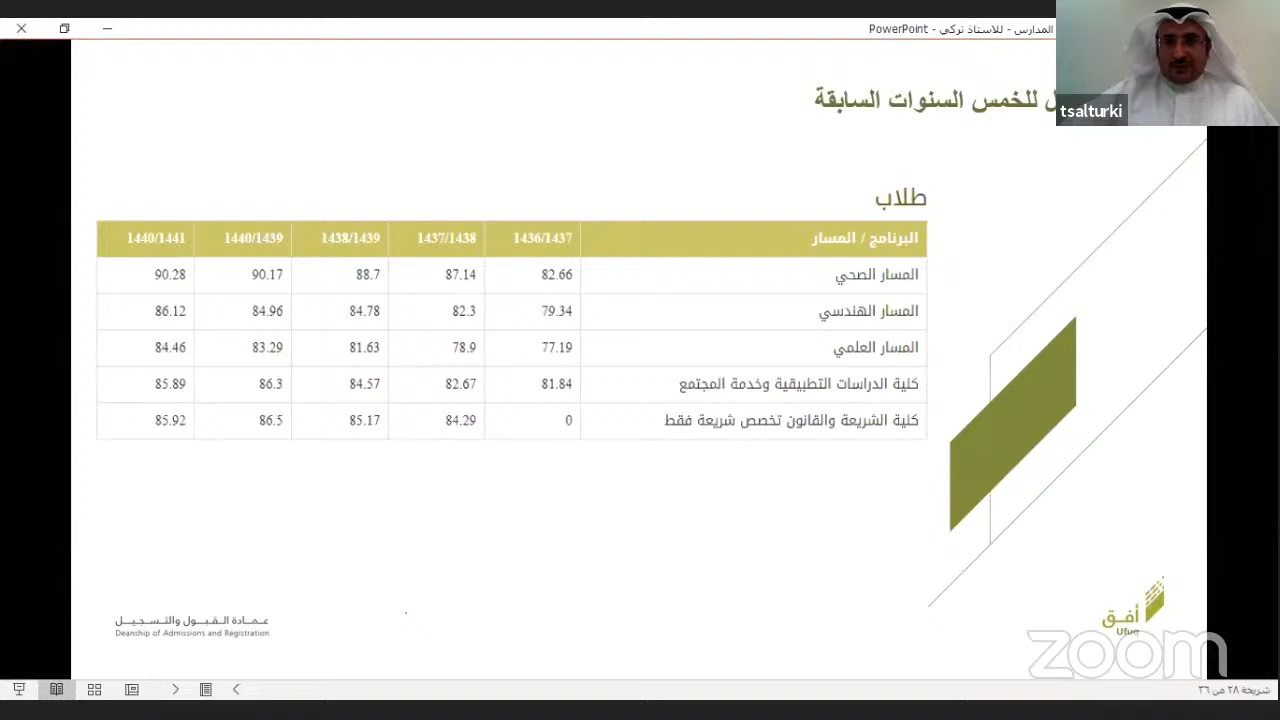 المدارس - للاستاذ تركي - PowerPoint
tsalturki
للخمس السنوات السابقة
طلاب
البرنامج / المسار 1436/1437 1437/1438 1438/1439 1440/1439 1440/1441
المسار الصحي 82.66 87.14 88.7 90.17 90.28
المسار الهندسي 79.34 82.3 84.78 84.96 86.12
المسار العلمي 77.19 78.9 81.63 83.29 84.46
كلية الدراسات التطبيقية وخدمة المجتمع 81.84 82.67 84.57 86.3 85.89
كلية الشريعة والقانون تخصص شريعة فقط 0 84.29 85.17 86.5 85.92
أفـق
Ufuq
عـمـادة الـقـبـول والتـسـجـيـل
Deanship of Admissions and Registration
zoom
شريحة ٢٨ من ٣٦